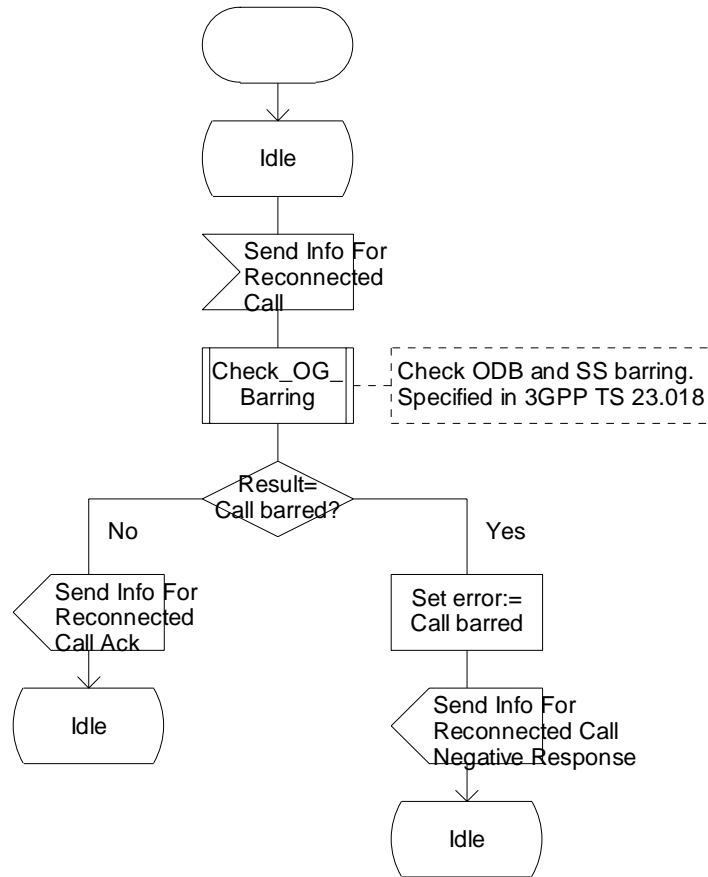 Idle
Send Info For
Reconnected
Call
Check_OG_
Barring
Check ODB and SS barring.
Specified in 3GPP TS 23.018
Result=
Call barred?
No
Yes
Send Info For
Reconnected
Call Ack
Set error:=
Call barred
Idle
Send Info For
Reconnected Call
Negative Response
Idle